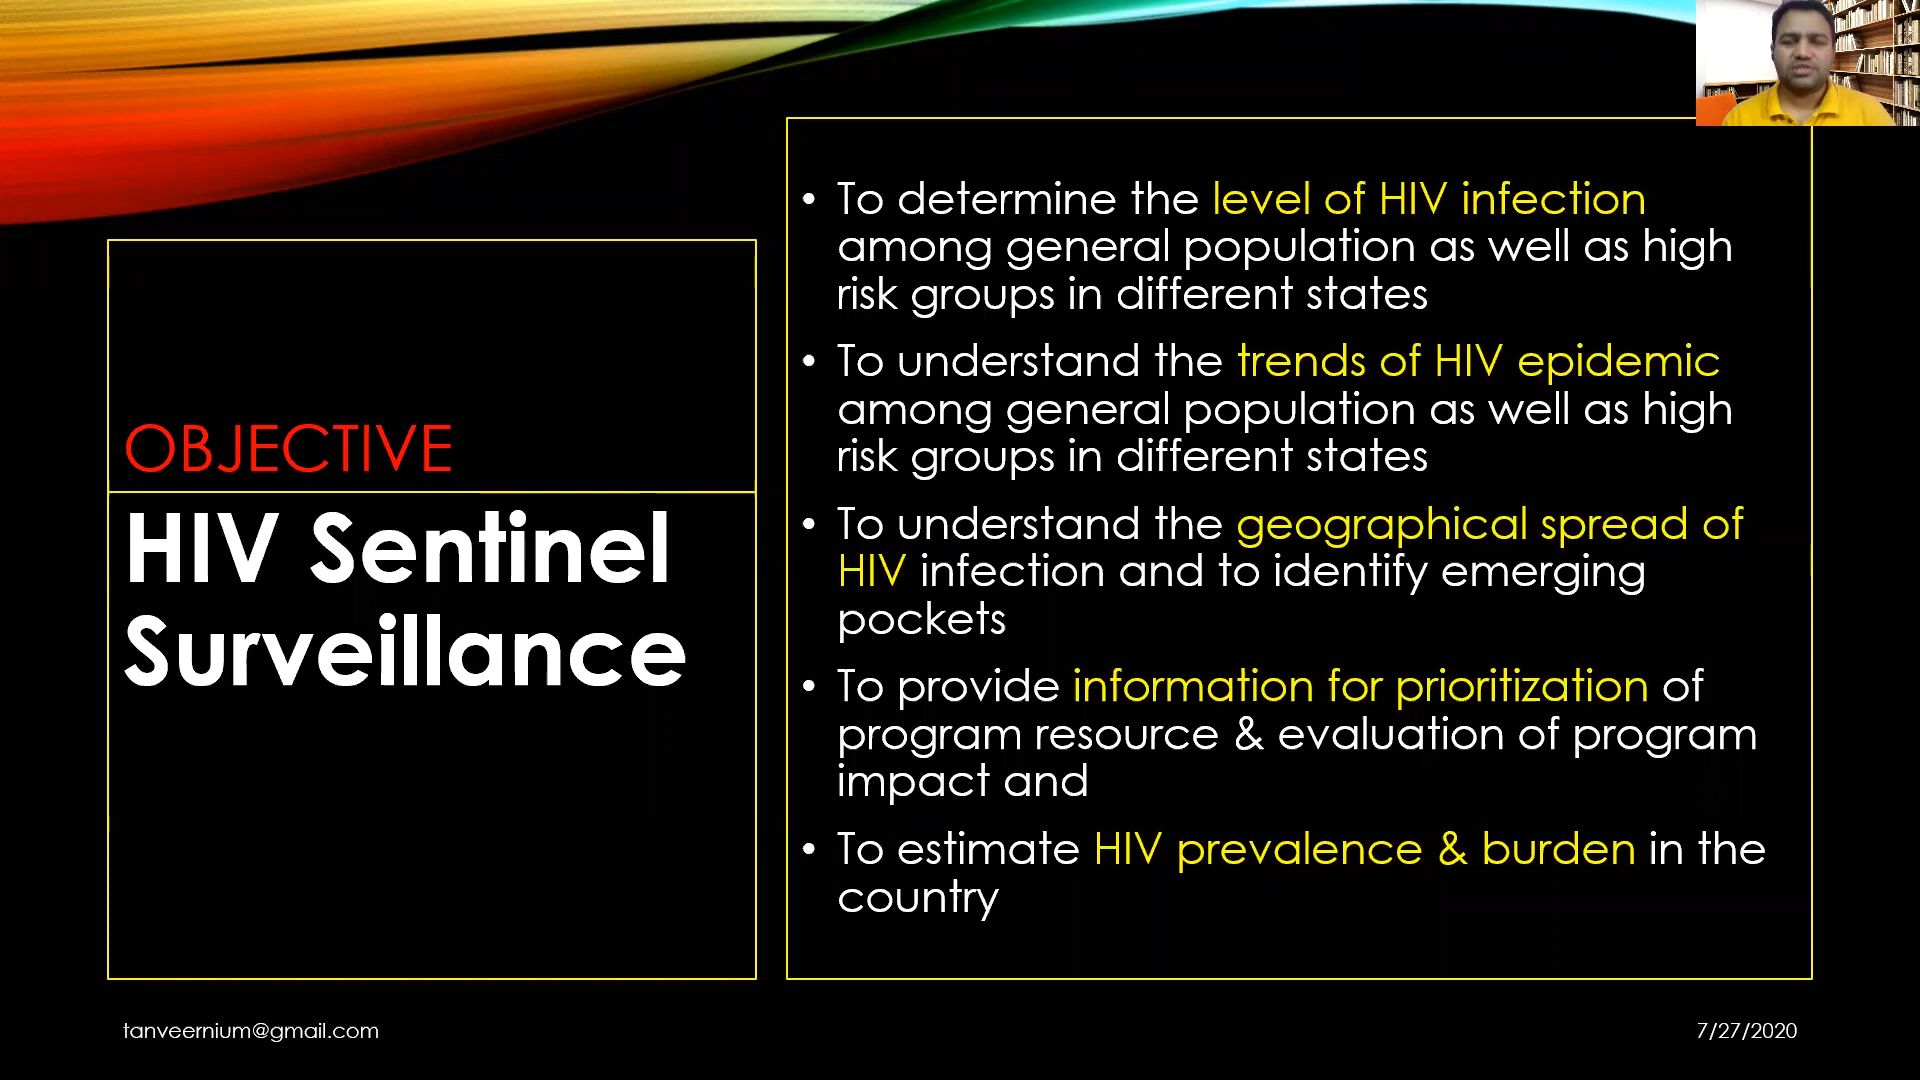 OBJECTIVE
HIV Sentinel
Surveillance
• To determine the level of HIV infection
among general population as well as high
risk groups in different states
• To understand the trends of HIV epidemic
among general population as well as high
risk groups in different states
• To understand the geographical spread of
HIV infection and to identify emerging
pockets
• To provide information for prioritization of
program resource & evaluation of program
impact and
• To estimate HIV prevalence & burden in the
country
tanveernium@gmail.com
7/27/2020